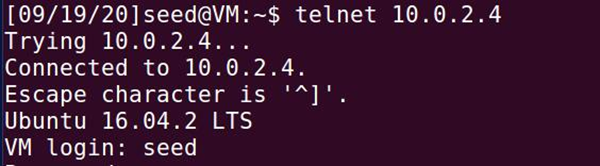 [09/19/20]seed@VM:~$ telnet 10.0.2.4
Trying 10.0.2.4...
Connected to 10.0.2.4.
Escape character is '^]'.
Ubuntu 16.04.2 LTS
VM login: seed